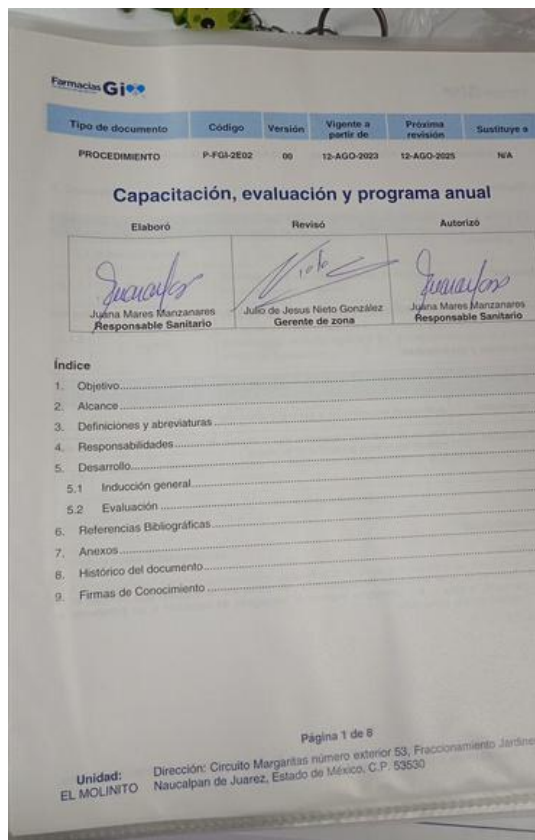 Farmacias Gi
Tipo de documento Código Versión Vigente a partir de Próxima revisión Sustituye a
PROCEDIMIENTO P-FGI-2E02 00 12-AGO-2023 12-AGO-2025 N/A
Capacitación, evaluación y programa anual
Elaboró Revisó Autorizó
Juana Mares Manzanares Julio de Jesus Nieto González Juana Mares Manzanares
Responsable Sanitario Gerente de zona Responsable Sanitario
Índice
1. Objetivo
2. Alcance
3. Definiciones y abreviaturas
4. Responsabilidades
5. Desarrollo
5.1 Inducción general
5.2 Evaluación
6. Referencias Bibliográficas
7. Anexos
8. Histórico del documento
9. Firmas de Conocimiento
Página 1 de 8
Unidad: Dirección: Circuito Margaritas número exterior 53, Fraccionamiento Jardine
EL MOLINITO Naucalpan de Juarez, Estado de México, C.P. 53530